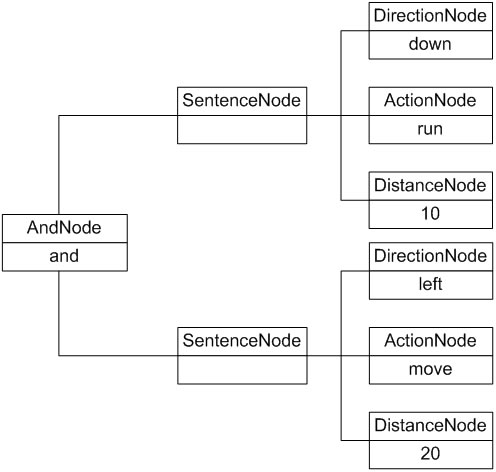 DirectionNode
down
SentenceNode
ActionNode
run
DistanceNode
10
AndNode
and
DirectionNode
left
SentenceNode
ActionNode
move
DistanceNode
20